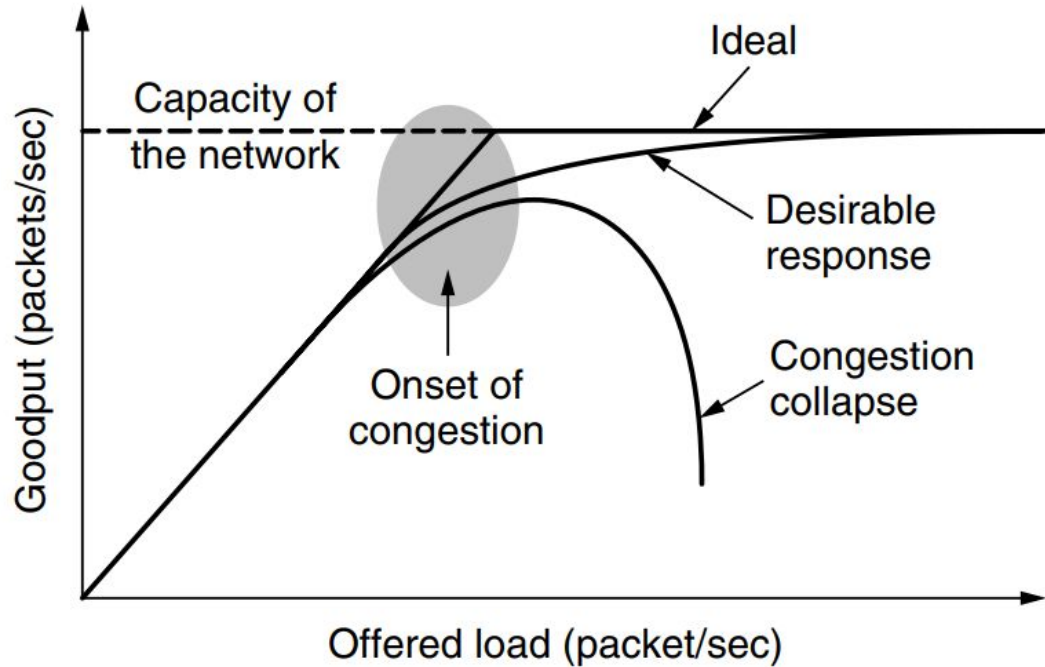 Ideal
Capacity of
the network
Desirable
response
Congestion
collapse
Onset of
congestion
Goodput (packets/sec)
Offered load (packet/sec)